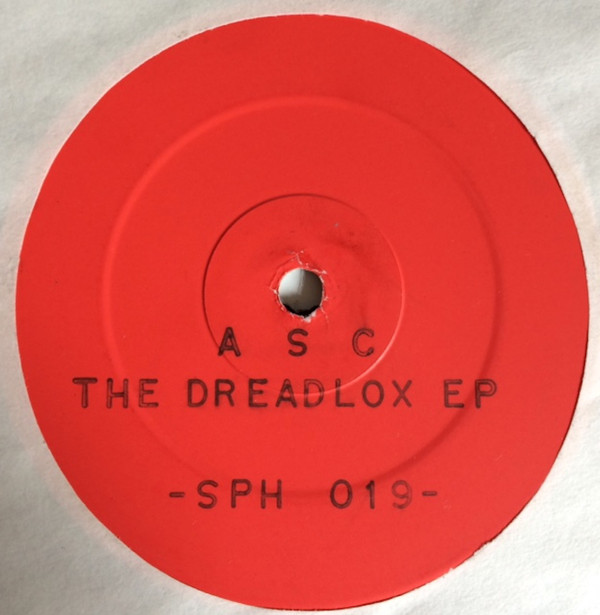 A S C
THE DREADLOX EP
-SPH 019-